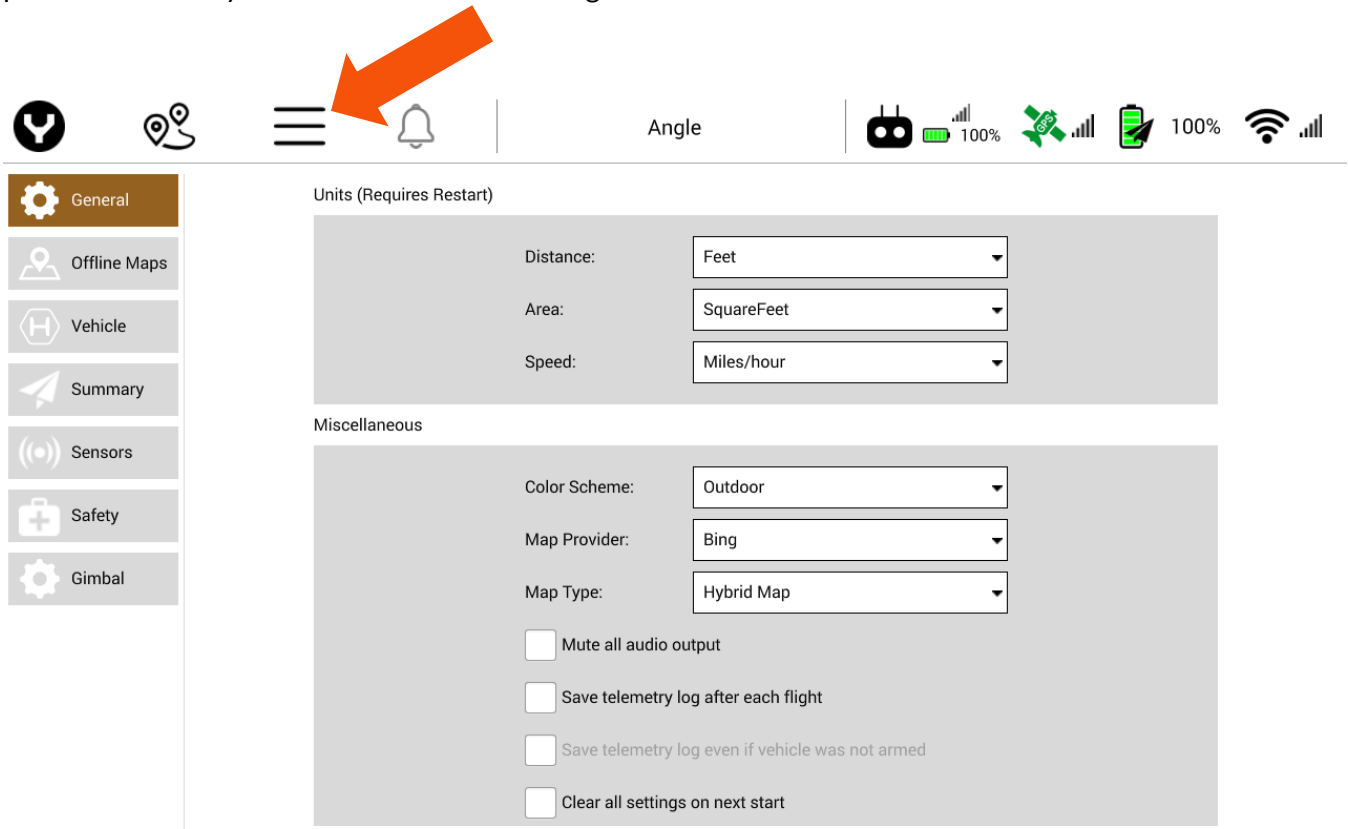 Angle
100%
GPS
100%
General
Offline Maps
Vehicle
Summary
Sensors
Safety
Gimbal
Units (Requires Restart)
Distance: Feet
Area: SquareFeet
Speed: Miles/hour
Miscellaneous
Color Scheme: Outdoor
Map Provider: Bing
Map Type: Hybrid Map
Mute all audio output
Save telemetry log after each flight
Save telemetry log even if vehicle was not armed
Clear all settings on next start